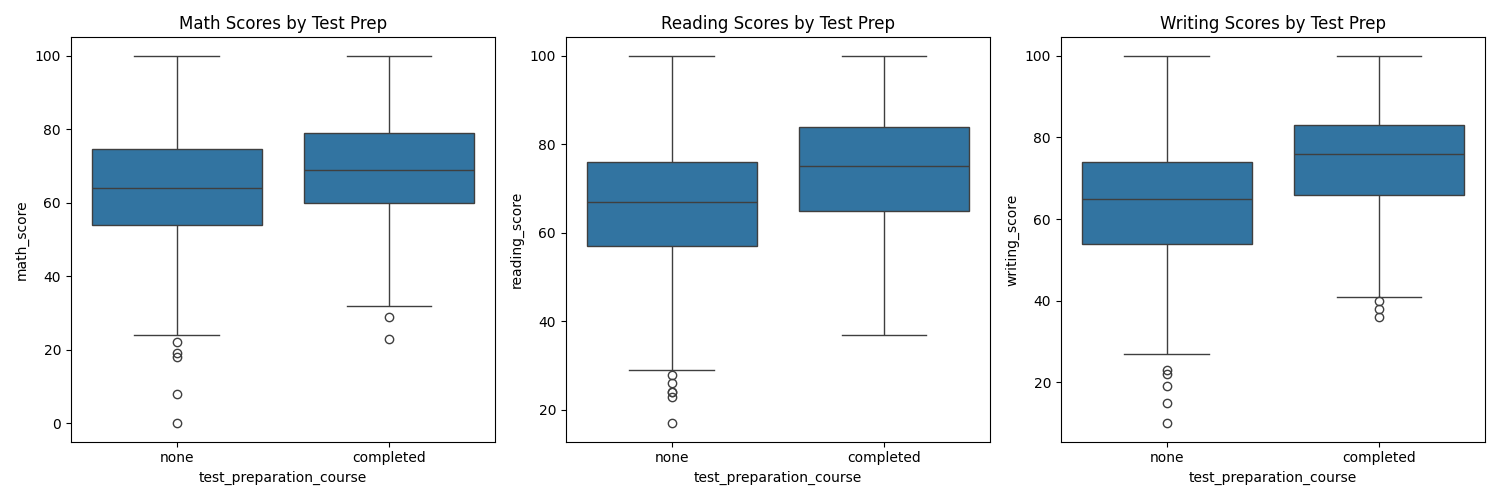 Math Scores by Test Prep
100
80
60
40
20
0
math_score
none completed
test_preparation_course
Reading Scores by Test Prep
100
80
60
40
20
reading_score
none completed
test_preparation_course
Writing Scores by Test Prep
100
80
60
40
20
writing_score
none completed
test_preparation_course